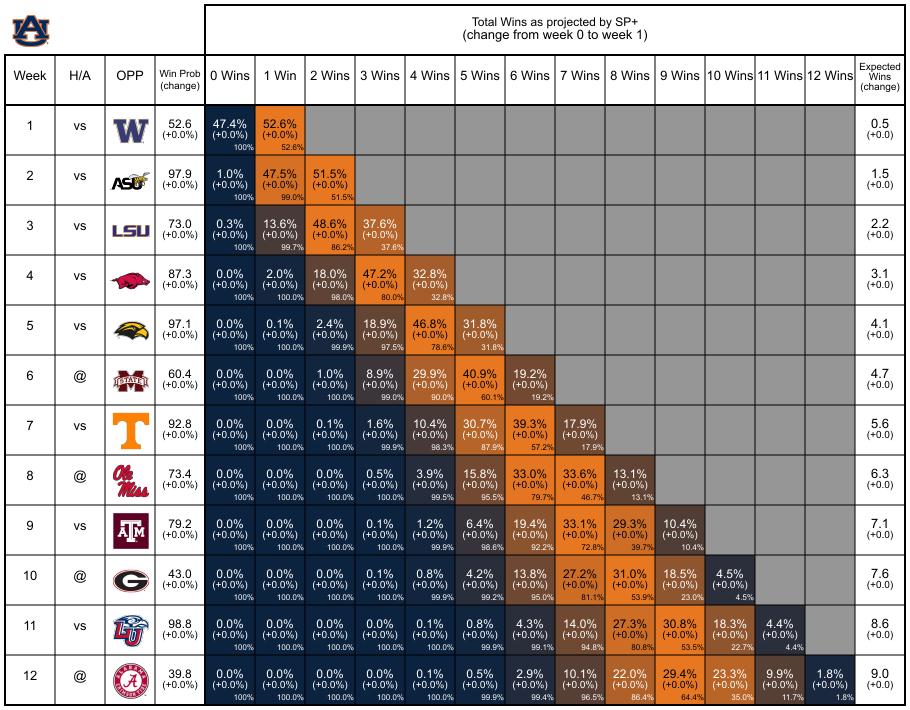 Total Wins as projected by SP+
(change from week 0 to week 1)
Week H/A OPP Win Prob (change) 0 Wins 1 Win 2 Wins 3 Wins 4 Wins 5 Wins 6 Wins 7 Wins 8 Wins 9 Wins 10 Wins 11 Wins 12 Wins Expected Wins (change)
1 vs W 52.6 47.4% 52.6% 0.5
(+0.0%) (+0.0%) (+0.0%) (+0.0)
100% 52.6%
2 vs ASU 97.9 1.0% 47.5% 51.5% 1.5
(+0.0%) (+0.0%) (+0.0%) (+0.0%) (+0.0)
100% 99.0% 51.5%
3 vs LSU 73.0 0.3% 13.6% 48.6% 37.6% 2.2
(+0.0%) (+0.0%) (+0.0%) (+0.0%) (+0.0%) (+0.0)
100% 99.7% 86.2% 37.6%
4 vs 87.3 0.0% 2.0% 18.0% 47.2% 32.8% 3.1
(+0.0%) (+0.0%) (+0.0%) (+0.0%) (+0.0%) (+0.0%) (+0.0)
100% 100.0% 98.0% 80.0% 32.8%
5 vs 97.1 0.0% 0.1% 2.4% 18.9% 46.8% 31.8% 4.1
(+0.0%) (+0.0%) (+0.0%) (+0.0%) (+0.0%) (+0.0%) (+0.0%) (+0.0)
100% 100.0% 99.9% 97.5% 78.6% 31.8%
6 @ M STATE 60.4 0.0% 0.0% 1.0% 8.9% 29.9% 40.9% 19.2% 4.7
(+0.0%) (+0.0%) (+0.0%) (+0.0%) (+0.0%) (+0.0%) (+0.0%) (+0.0%) (+0.0)
100% 100.0% 100.0% 99.0% 90.0% 60.1% 19.2%
7 vs T 92.8 0.0% 0.0% 0.1% 1.6% 10.4% 30.7% 39.3% 17.9% 5.6
(+0.0%) (+0.0%) (+0.0%) (+0.0%) (+0.0%) (+0.0%) (+0.0%) (+0.0%) (+0.0%) (+0.0)
100% 100.0% 100.0% 99.9% 98.3% 87.9% 57.2% 17.9%
8 @ Ole Miss 73.4 0.0% 0.0% 0.0% 0.5% 3.9% 15.8% 33.0% 33.6% 13.1% 6.3
(+0.0%) (+0.0%) (+0.0%) (+0.0%) (+0.0%) (+0.0%) (+0.0%) (+0.0%) (+0.0%) (+0.0%) (+0.0)
100% 100.0% 100.0% 100.0% 99.5% 95.5% 79.7% 46.7% 13.1%
9 vs ATM 79.2 0.0% 0.0% 0.0% 0.1% 1.2% 6.4% 19.4% 33.1% 29.3% 10.4% 7.1
(+0.0%) (+0.0%) (+0.0%) (+0.0%) (+0.0%) (+0.0%) (+0.0%) (+0.0%) (+0.0%) (+0.0%) (+0.0%) (+0.0)
100% 100.0% 100.0% 100.0% 99.9% 98.6% 92.2% 72.8% 39.7% 10.4%
10 @ G 43.0 0.0% 0.0% 0.0% 0.1% 0.8% 4.2% 13.8% 27.2% 31.0% 18.5% 4.5% 7.6
(+0.0%) (+0.0%) (+0.0%) (+0.0%) (+0.0%) (+0.0%) (+0.0%) (+0.0%) (+0.0%) (+0.0%) (+0.0%) (+0.0%) (+0.0)
100% 100.0% 100.0% 100.0% 99.9% 99.2% 95.0% 81.1% 53.9% 23.0% 4.5%
11 vs LU 98.8 0.0% 0.0% 0.0% 0.0% 0.1% 0.8% 4.3% 14.0% 27.3% 30.8% 18.3% 4.4% 8.6
(+0.0%) (+0.0%) (+0.0%) (+0.0%) (+0.0%) (+0.0%) (+0.0%) (+0.0%) (+0.0%) (+0.0%) (+0.0%) (+0.0%) (+0.0%) (+0.0)
100% 100.0% 100.0% 100.0% 100.0% 99.9% 99.1% 94.8% 80.8% 53.5% 22.7% 4.4%
12 @ A 39.8 0.0% 0.0% 0.0% 0.0% 0.1% 0.5% 2.9% 10.1% 22.0% 29.4% 23.3% 9.9% 1.8% 9.0
(+0.0%) (+0.0%) (+0.0%) (+0.0%) (+0.0%) (+0.0%) (+0.0%) (+0.0%) (+0.0%) (+0.0%) (+0.0%) (+0.0%) (+0.0%) (+0.0%) (+0.0)
100% 100.0% 100.0% 100.0% 100.0% 99.9% 99.4% 96.5% 86.4% 64.4% 35.0% 11.7% 1.8%